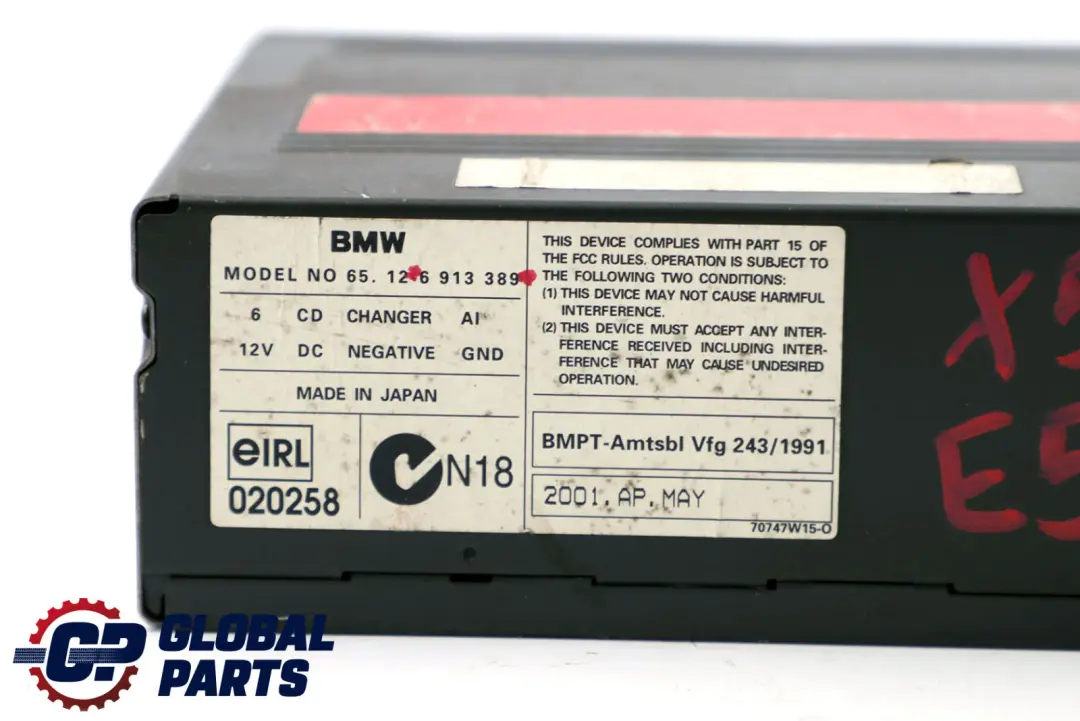 BMW
MODEL NO 65. 12-6 913 389
6 CD CHANGER AI
12V DC NEGATIVE GND
MADE IN JAPAN
eIRL
020258
N18
THIS DEVICE COMPLIES WITH PART 15 OF
THE FCC RULES. OPERATION IS SUBJECT TO
THE FOLLOWING TWO CONDITIONS:
(1) THIS DEVICE MAY NOT CAUSE HARMFUL
INTERFERENCE.
(2) THIS DEVICE MUST ACCEPT ANY INTER-
FERENCE RECEIVED INCLUDING INTER-
FERENCE THAT MAY CAUSE UNDESIRED
OPERATION.
BMPT-Amtsbl Vfg 243/1991
2001, AP, MAY
70747W15-O
X5
E5
GP GLOBAL
PARTS